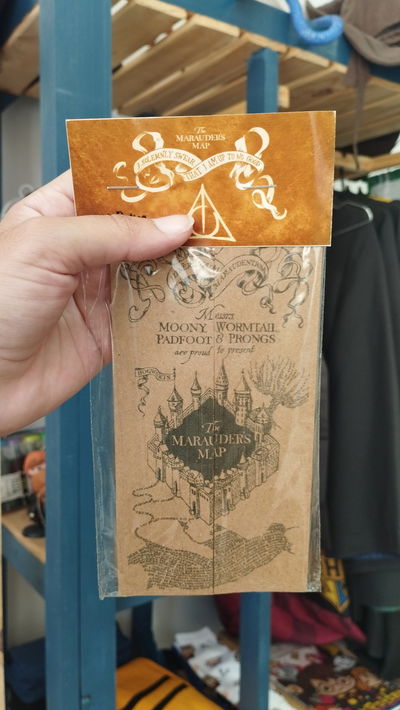 The
MARAUDER'S
MAP
I SOLEMNLY SWEAR
THAT I AM UP TO NO GOOD
Messrs
MOONY WORMTAIL
PADFOOT & PRONGS
are proud to present
HOGWARTS
The
MARAUDER'S
MAP